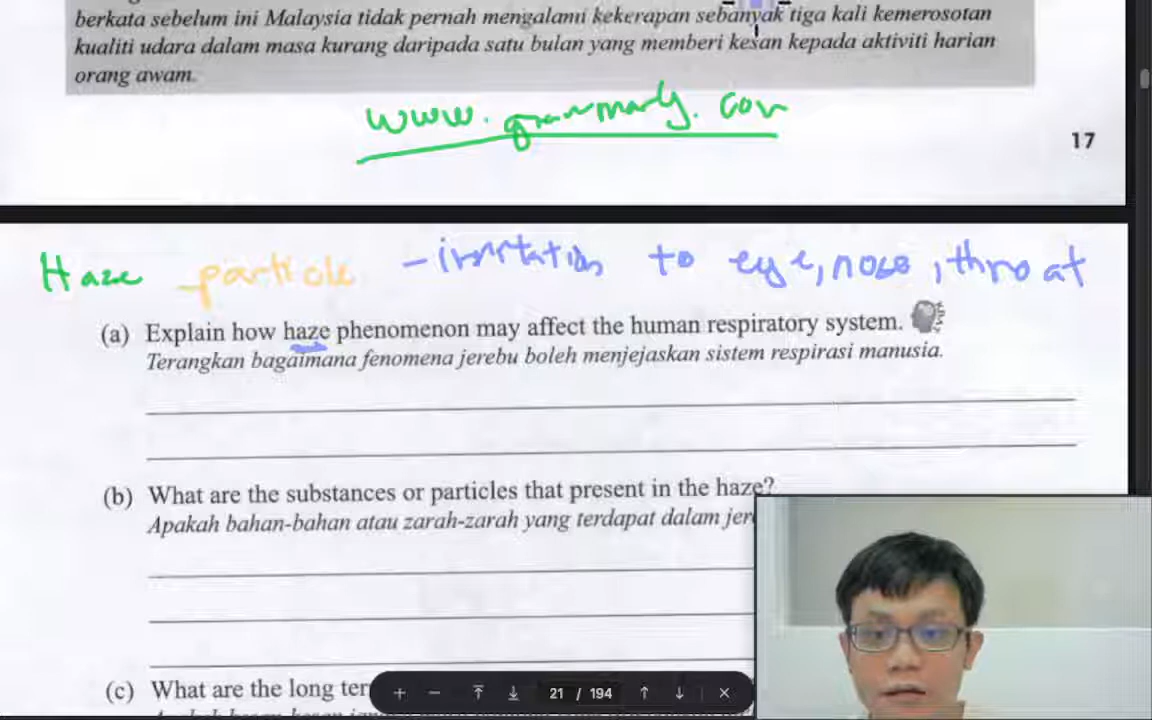 berkata sebelum ini Malaysia tidak pernah mengalami kekerapan sebanyak tiga kali kemerosotan
kualiti udara dalam masa kurang daripada satu bulan yang memberi kesan kepada aktiviti harian
orang awam.
www.grammarly.com
17
Haze particle - irritation to eye, nose, throat
(a) Explain how haze phenomenon may affect the human respiratory system.
Terangkan bagaimana fenomena jerebu boleh menjejaskan sistem respirasi manusia.
(b) What are the substances or particles that present in the haze?
Apakah bahan-bahan atau zarah-zarah yang terdapat dalam jer
(c) What are the long ter
21 / 194